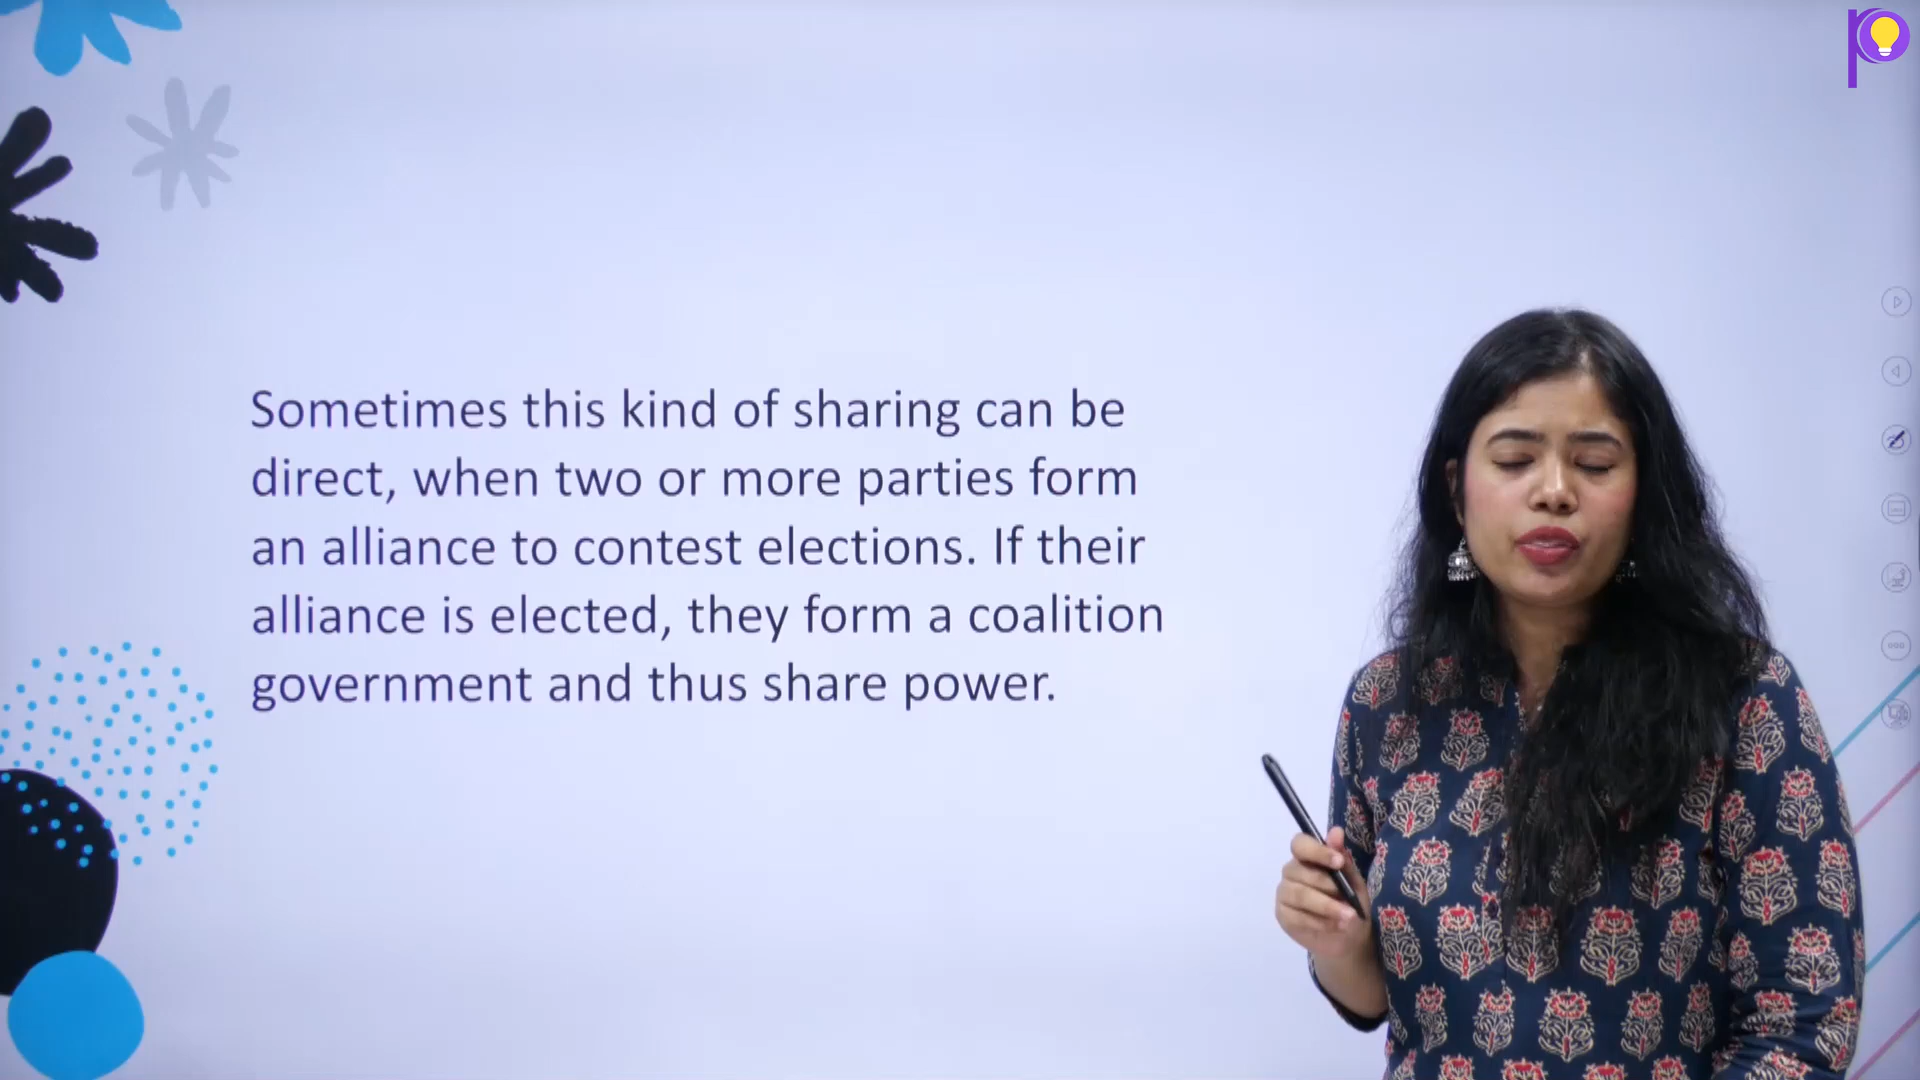 Sometimes this kind of sharing can be
direct, when two or more parties form
an alliance to contest elections. If their
alliance is elected, they form a coalition
government and thus share power.